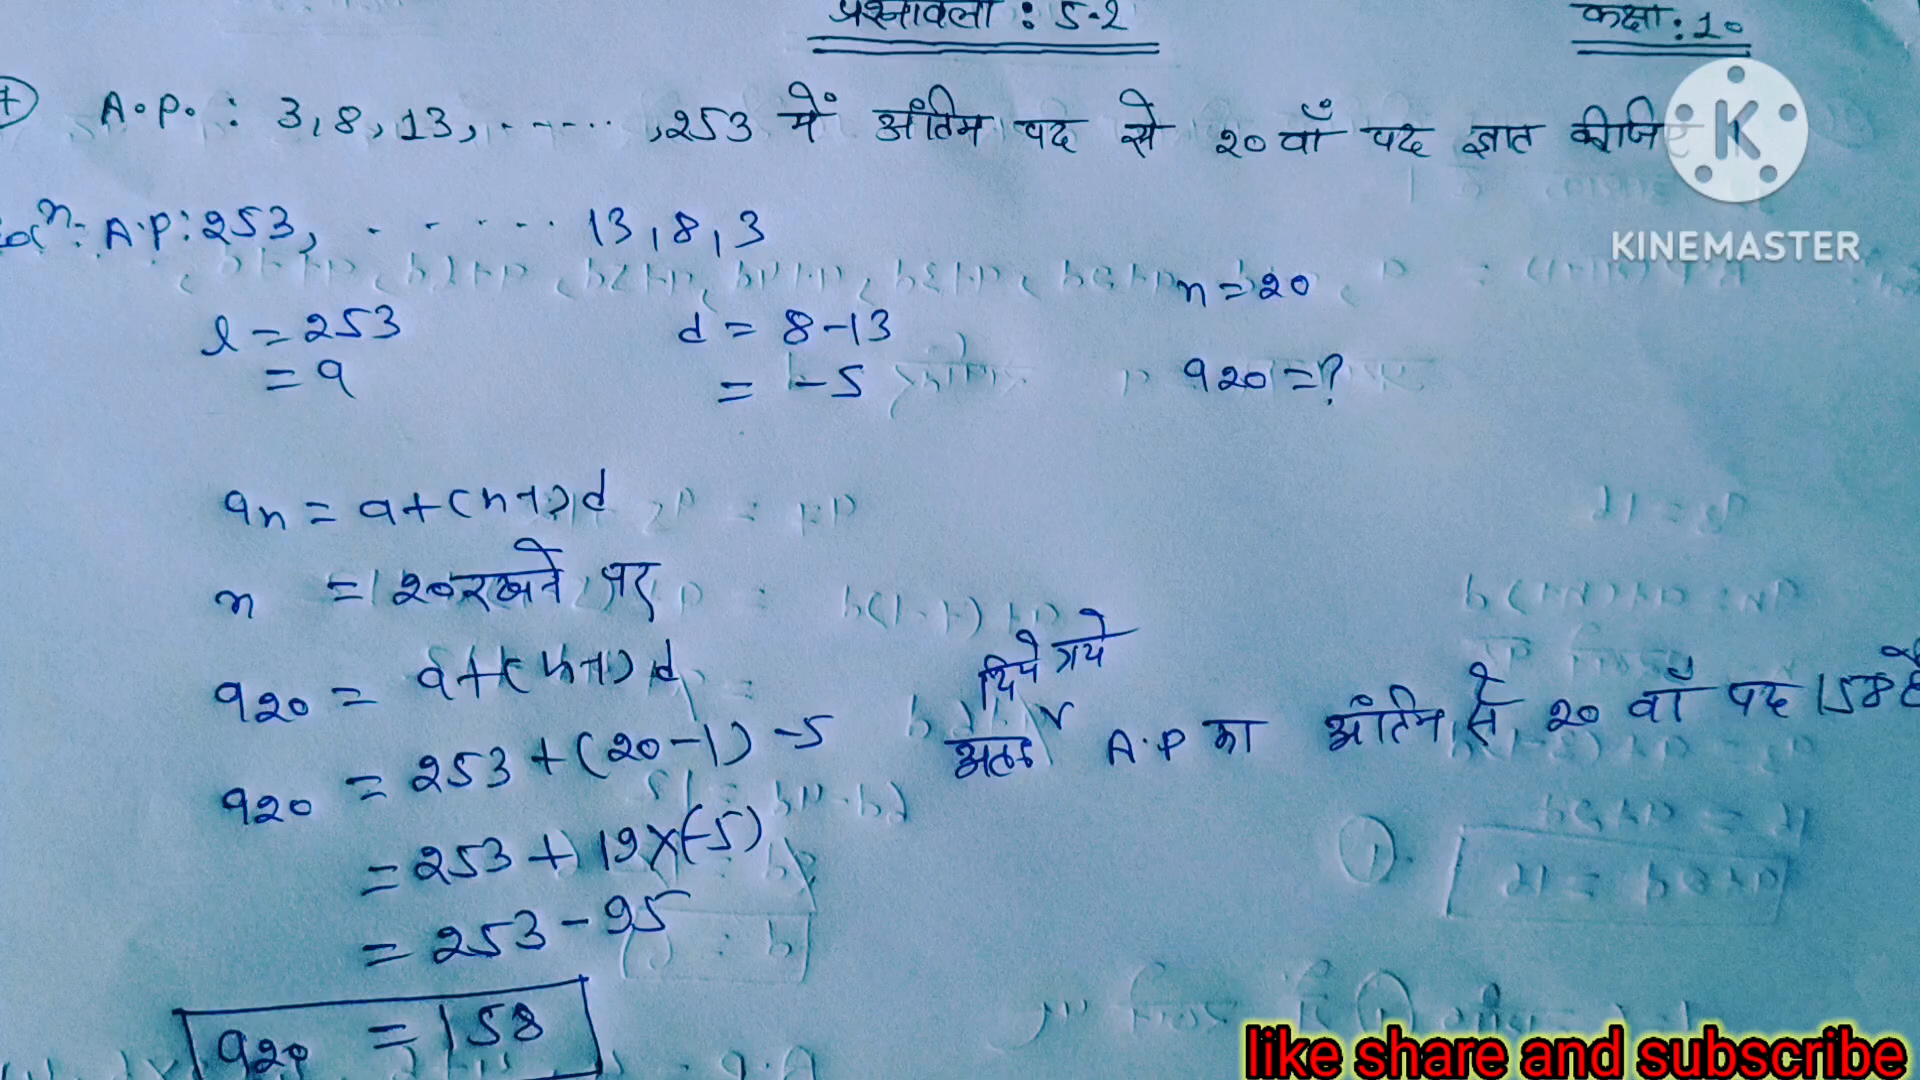 प्रश्नावली : 5.2
कक्षा : 10
A.P. : 3, 8, 13, ........ , 253 में अंतिम पद से 20 वाँ पद ज्ञात कीजिए
KINEMASTER
A.P : 253, ...... 13, 8, 3
l = 253
= a
d = 8-13
= -5
n = 20
a20 = ?
an = a+(n-1)d
n = 20 रखने पर
a20 = a+(n-1)d
a20 = 253 + (20-1) -5
= 253 + 19×(-5)
= 253 - 95
a20 = 158
दिये गये
A.P का अंतिम से 20 वाँ पद 158 है
like share and subscribe